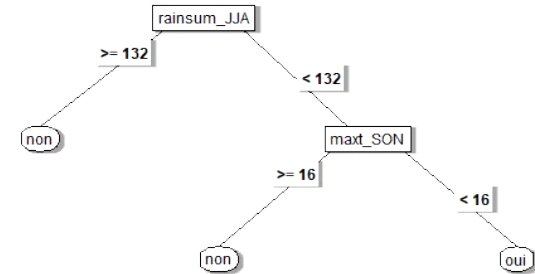 rainsum_JJA
>= 132
< 132
non
maxt_SON
>= 16
< 16
non
oui